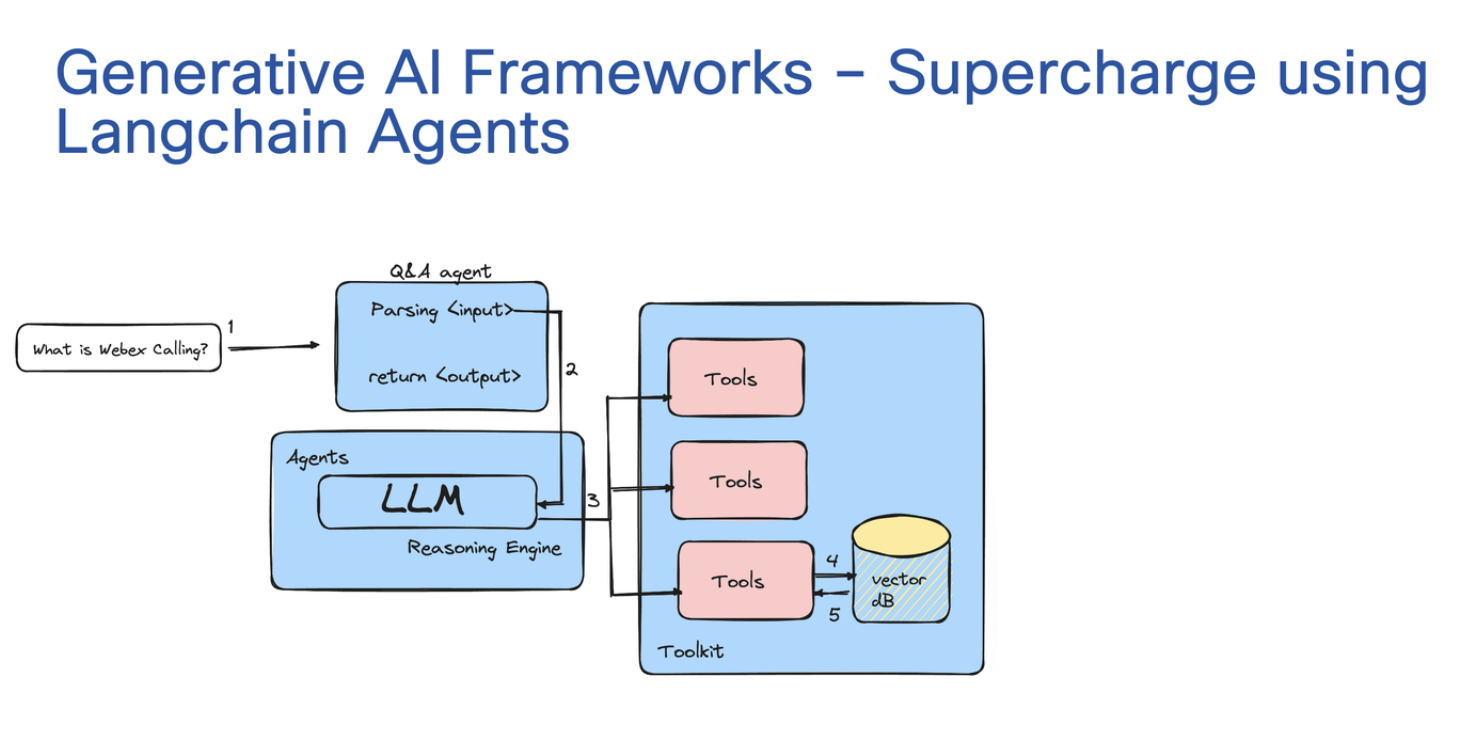 Generative AI Frameworks – Supercharge using
Langchain Agents
Q&A agent
What is Webex Calling?
1
Parsing <input>
return <output>
2
Agents
LLM
Reasoning Engine
3
Tools
Tools
Tools
4
5
vector
dB
Toolkit